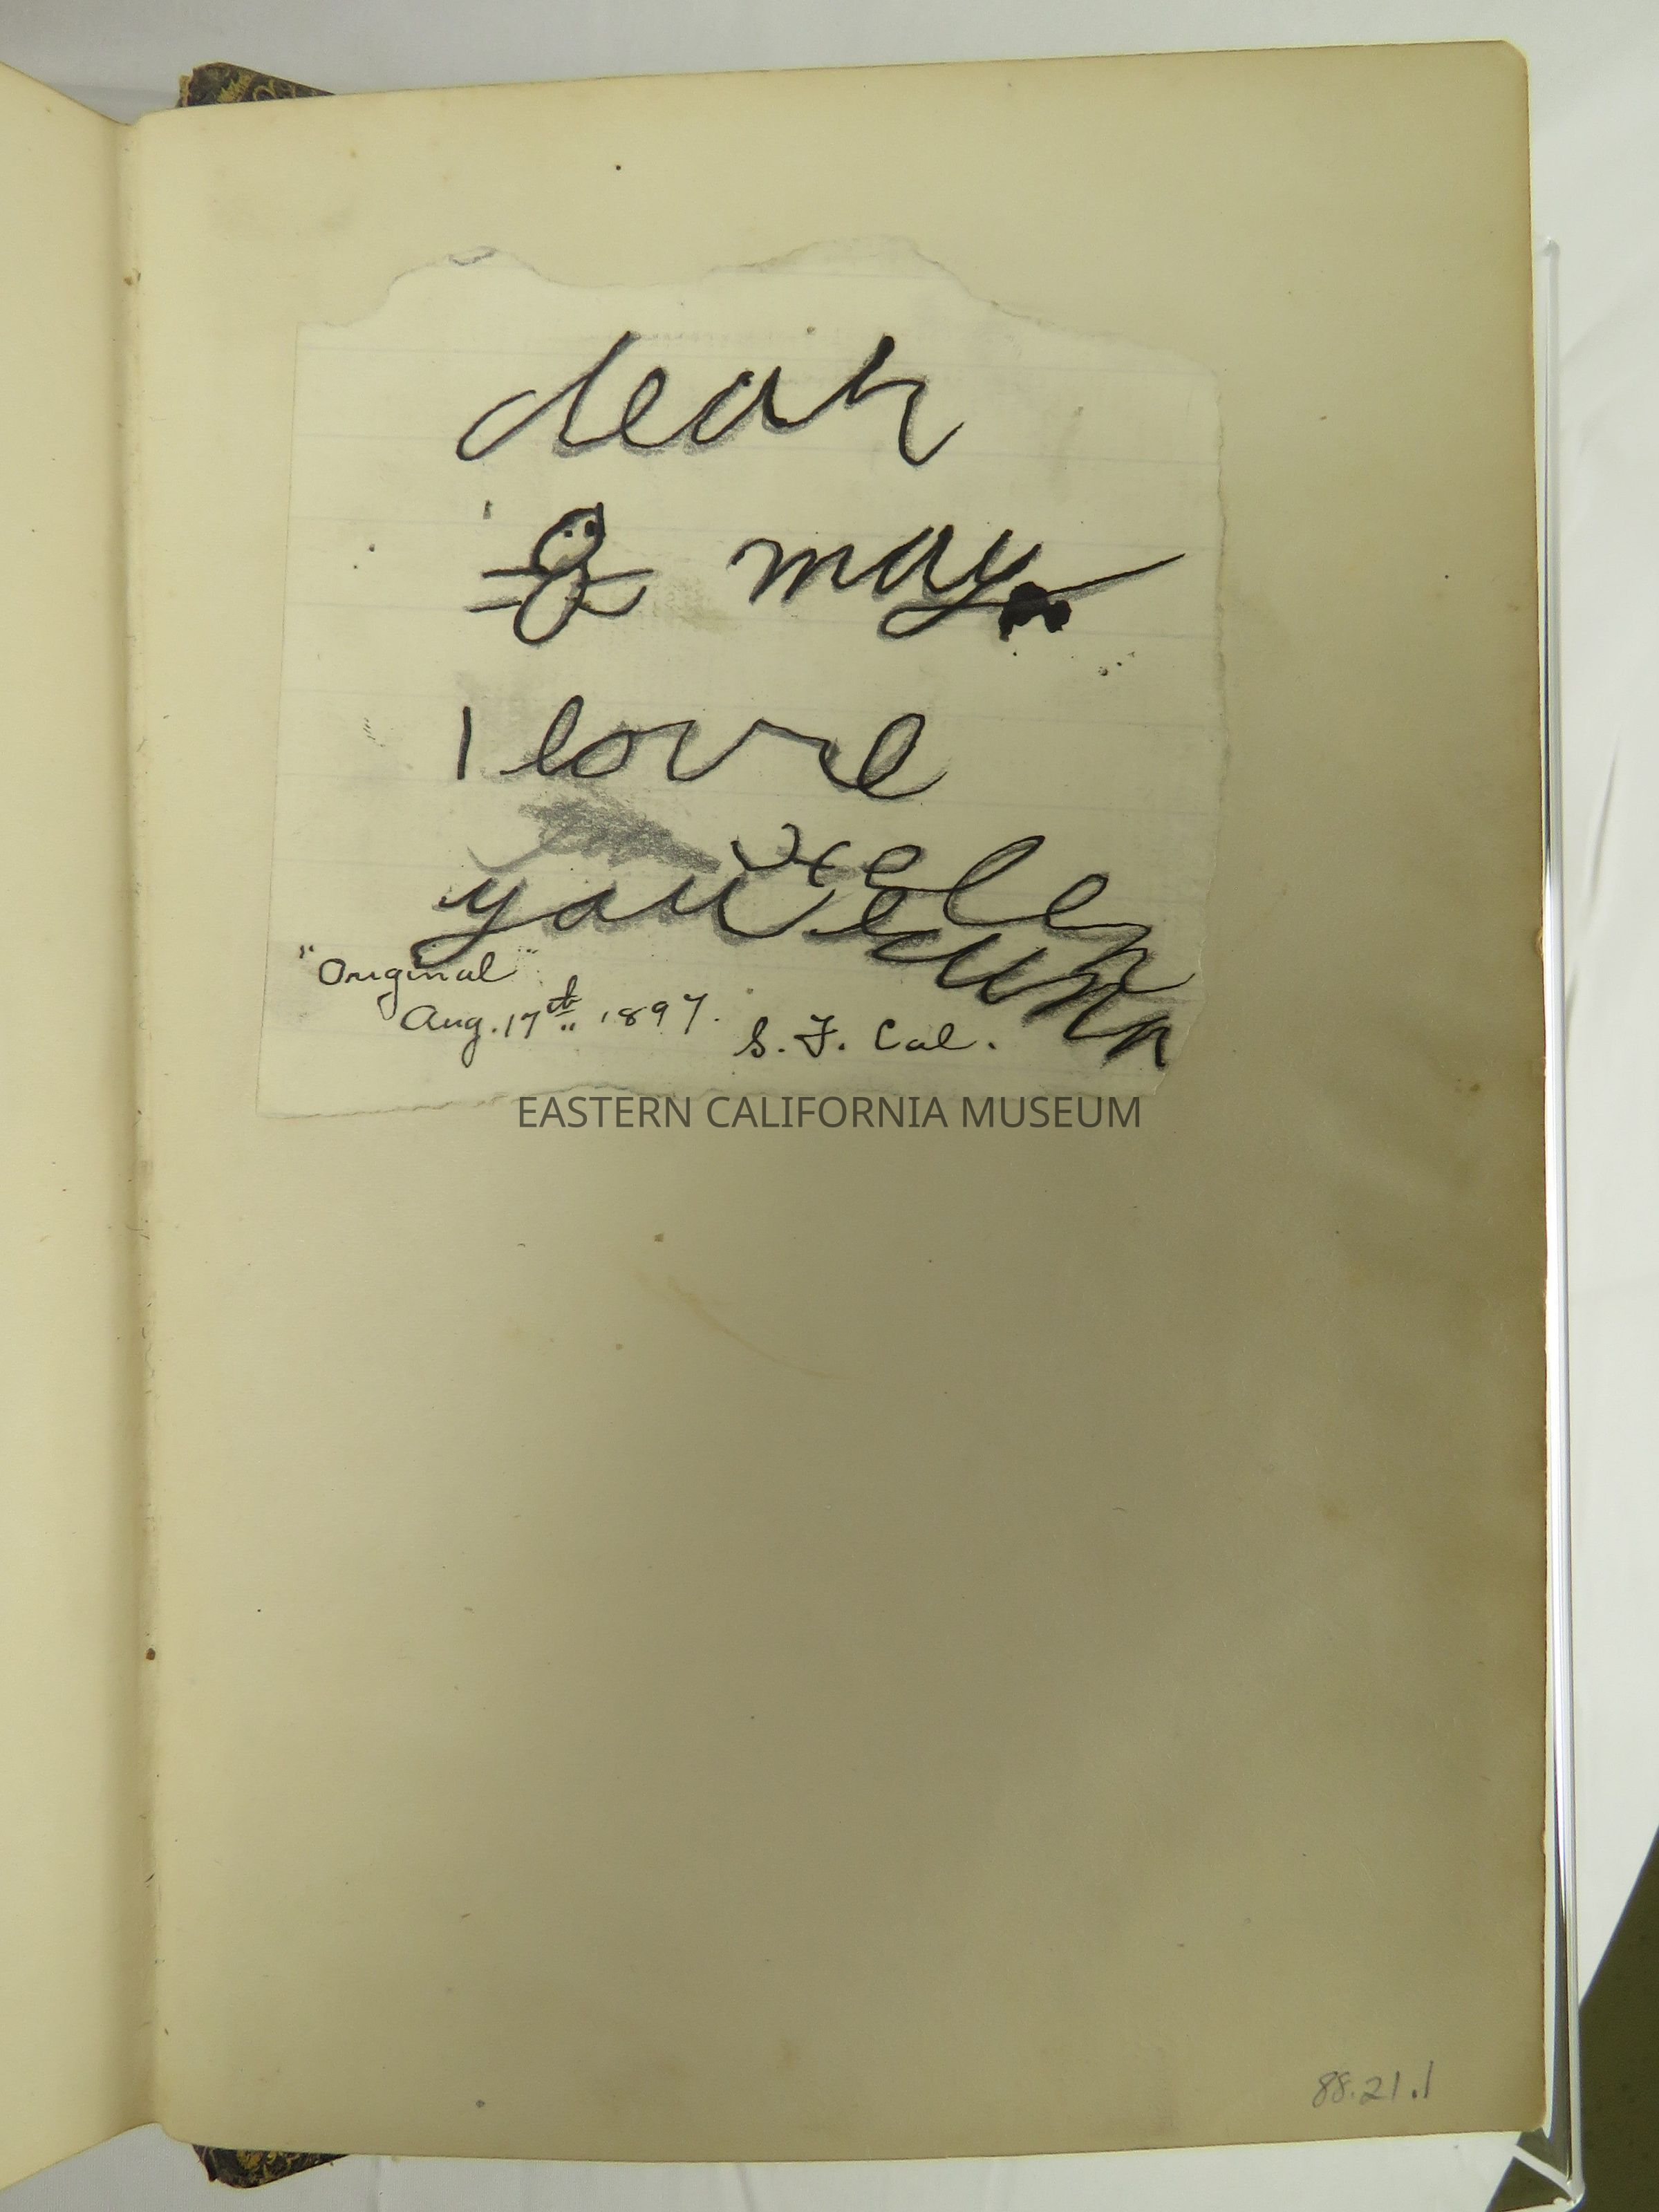 dear
may
I love
you
"Original"
Aug. 17th 1897.
S. F. Cal.
EASTERN CALIFORNIA MUSEUM
88.21.1